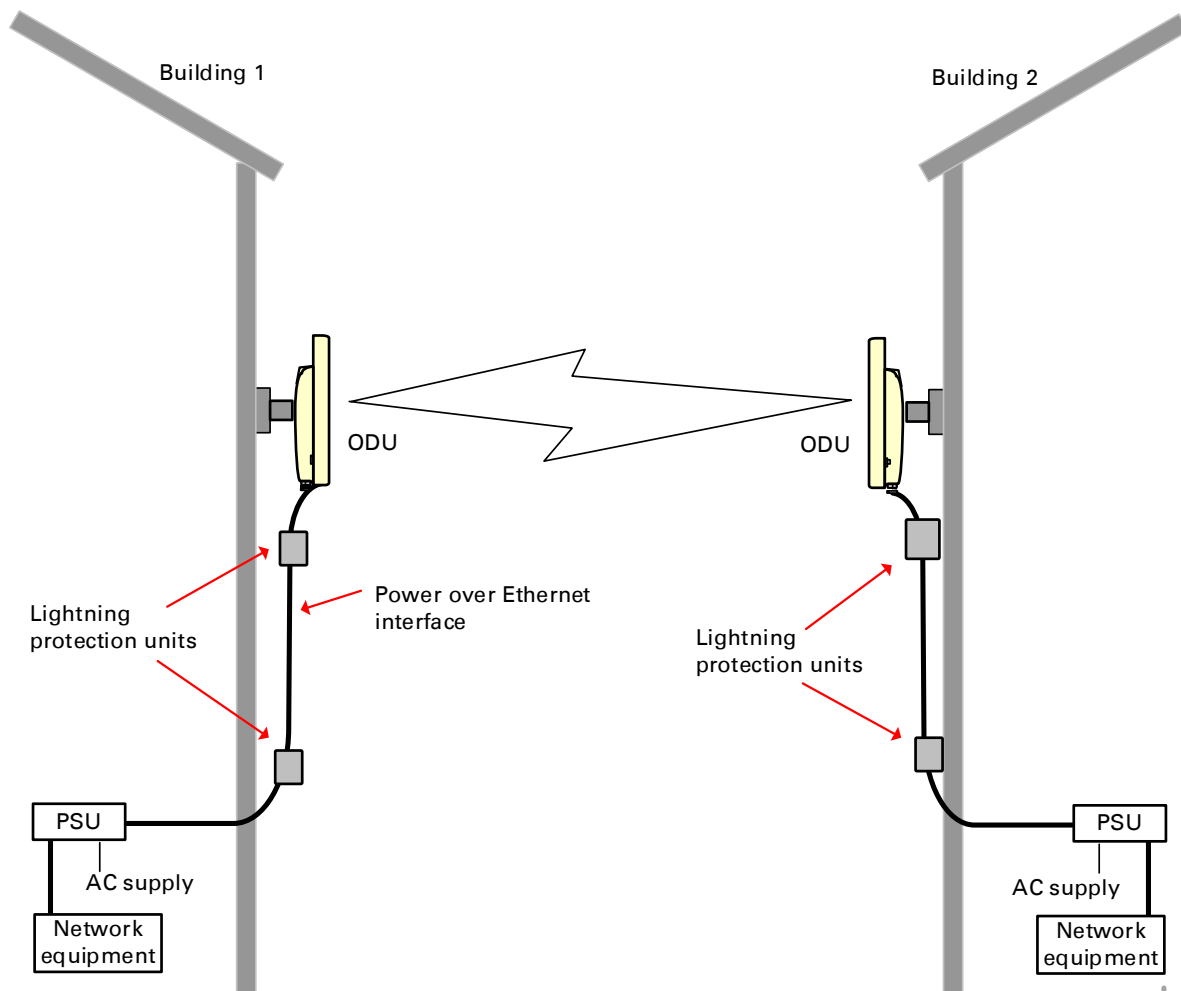 Building 1
Building 2
ODU
ODU
Power over Ethernet
interface
Lightning
protection units
Lightning
protection units
PSU
PSU
AC supply
AC supply
Network
equipment
Network
equipment